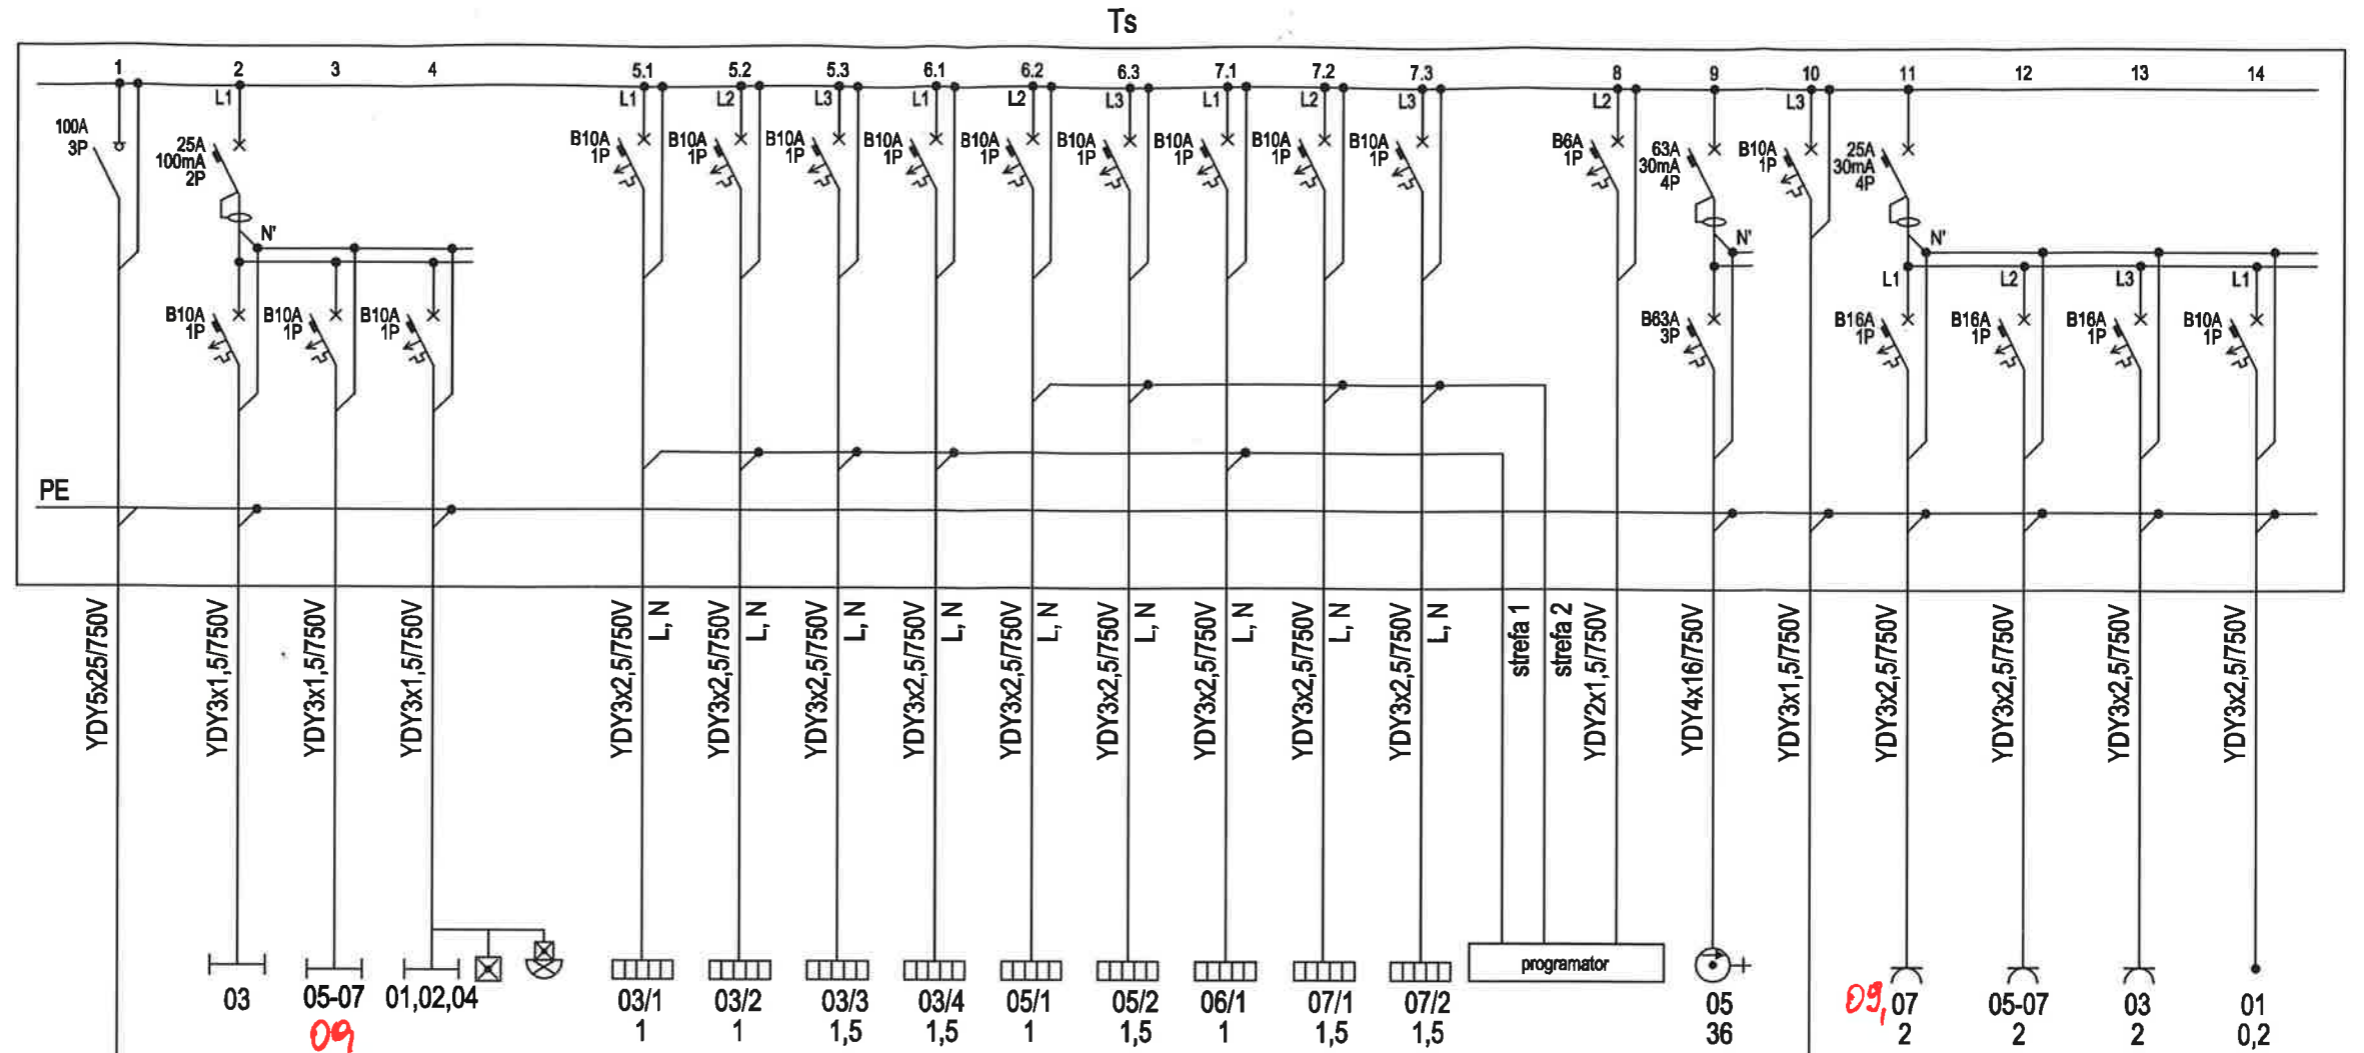 Ts
1 2 3 4 5.1 5.2 5.3 6.1 6.2 6.3 7.1 7.2 7.3 8 9 10 11 12 13 14
L1 L1 L2 L3 L1 L2 L3 L1 L2 L3 L2 L3
100A
3P
25A
100mA
2P
B10A
1P
B10A
1P
B10A
1P
B10A
1P
B10A
1P
B10A
1P
B10A
1P
B10A
1P
B10A
1P
B6A
1P
63A
30mA
4P
B10A
1P
25A
30mA
4P
N' N' N'
L1 L2 L3 L1
B10A
1P
B10A
1P
B10A
1P
B63A
3P
B16A
1P
B16A
1P
B16A
1P
B10A
1P
PE
YDY5x25/750V
YDY3x1,5/750V
YDY3x1,5/750V
YDY3x1,5/750V
YDY3x2,5/750V
L, N
YDY3x2,5/750V
L, N
YDY3x2,5/750V
L, N
YDY3x2,5/750V
L, N
YDY3x2,5/750V
L, N
YDY3x2,5/750V
L, N
YDY3x2,5/750V
L, N
YDY3x2,5/750V
L, N
YDY3x2,5/750V
L, N
strefa 1
strefa 2
YDY2x1,5/750V
YDY4x16/750V
YDY3x1,5/750V
YDY3x2,5/750V
YDY3x2,5/750V
YDY3x2,5/750V
YDY3x2,5/750V
programator
03 05-07 01,02,04 03/1 03/2 03/3 03/4 05/1 05/2 06/1 07/1 07/2 05 09, 07 05-07 03 01
09 1 1 1,5 1,5 1 1,5 1 1,5 1,5 36 2 2 2 0,2